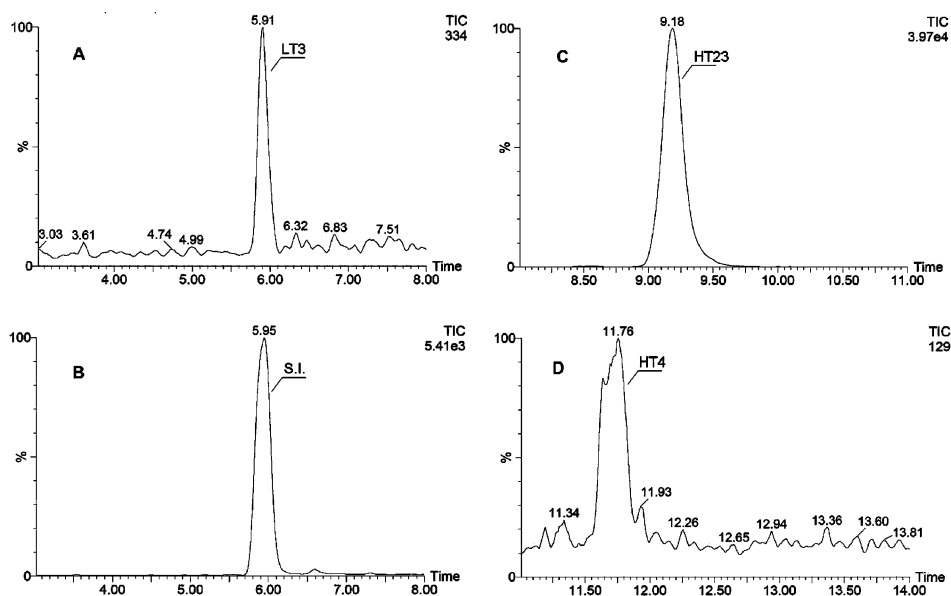 5.91
100
TIC
334
A
LT3
%
3.03
3.61
4.74
4.99
6.32
6.83
7.51
0
Time
4.00 5.00 6.00 7.00 8.00
9.18
100
TIC
3.97e4
C
HT23
%
0
Time
8.50 9.00 9.50 10.00 10.50 11.00
5.95
100
TIC
5.41e3
B
S.I.
%
0
Time
4.00 5.00 6.00 7.00 8.00
11.76
100
TIC
129
D
HT4
%
11.34
11.93
12.26
12.65
12.94
13.36
13.60
13.81
0
Time
11.50 12.00 12.50 13.00 13.50 14.00